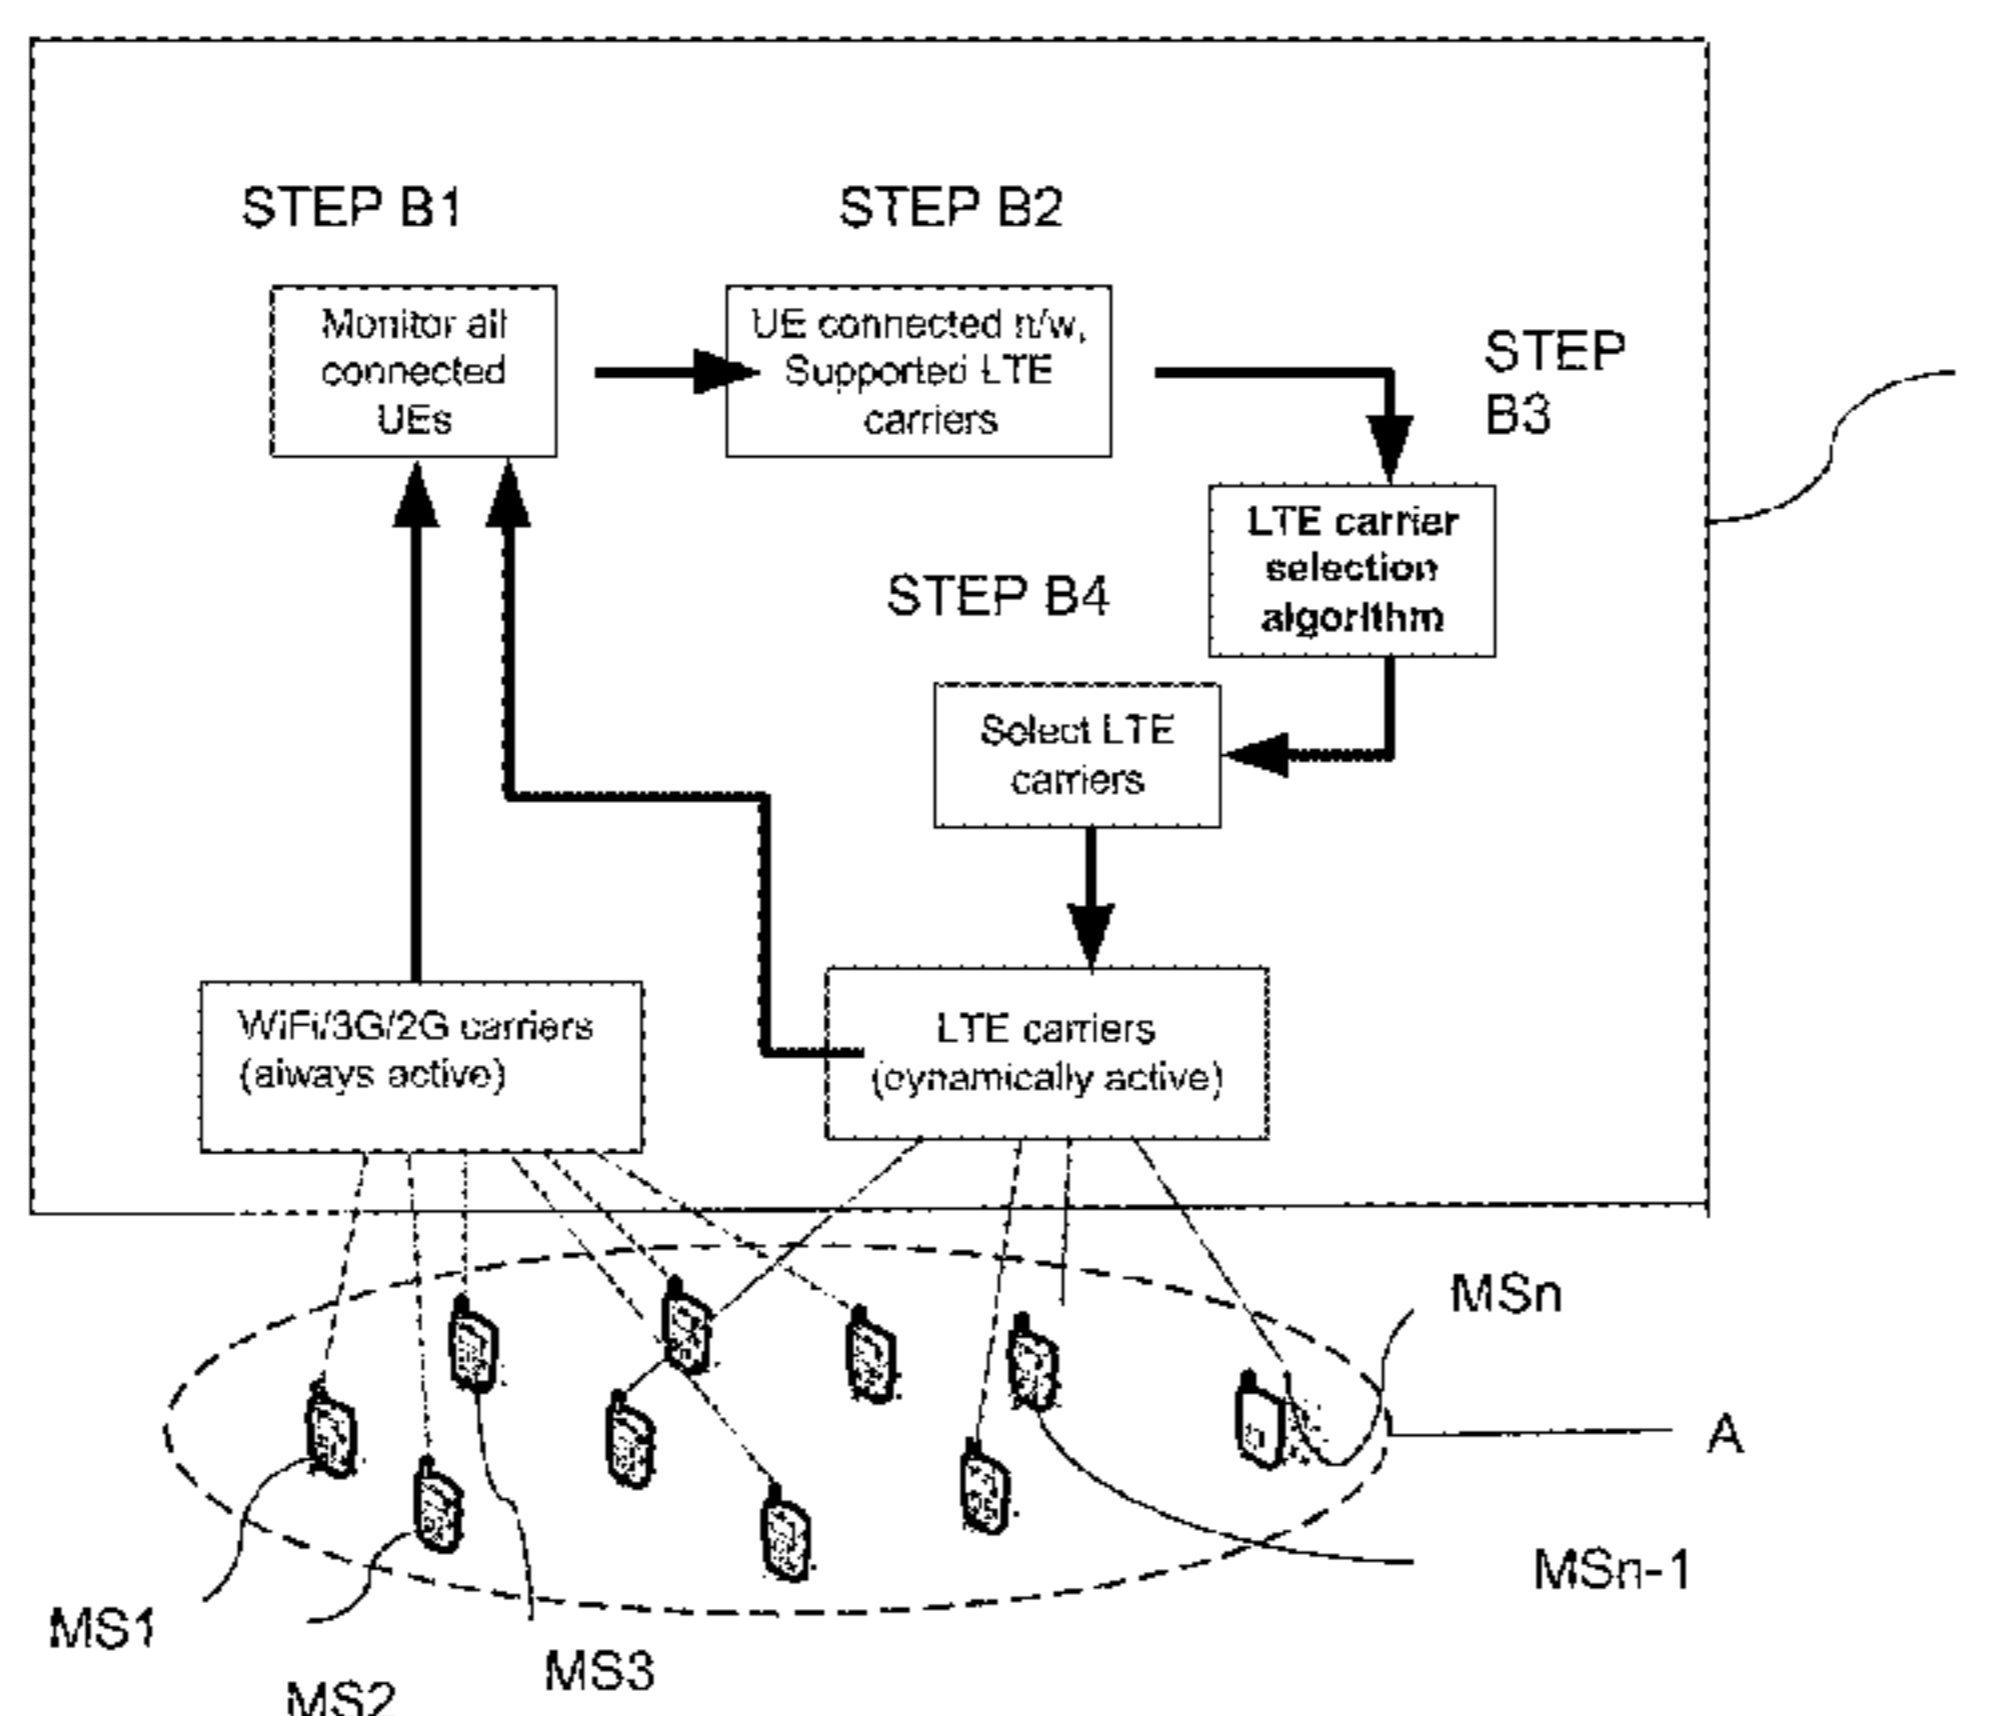 STEP B1
STEP B2
Monitor all
connected
UEs
UE connected n/w,
Supported LTE
carriers
STEP
B3
LTE carrier
selection
algorithm
STEP B4
Select LTE
carriers
WiFi/3G/2G carriers
(always active)
LTE carriers
(dynamically active)
MSn
A
MSn-1
MS1
MS3
MS2